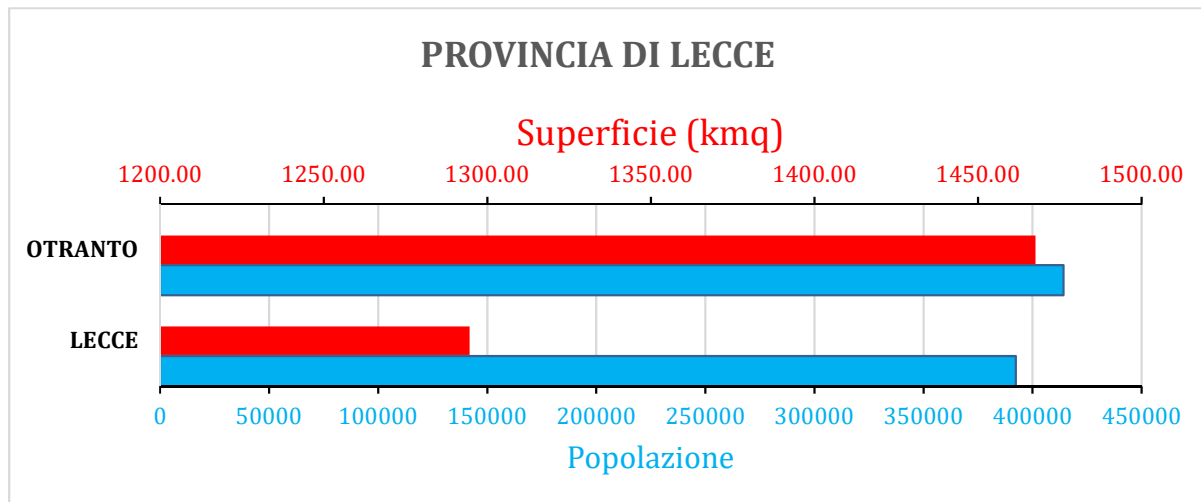 PROVINCIA DI LECCE
Superficie (kmq)
1200.00 1250.00 1300.00 1350.00 1400.00 1450.00 1500.00
OTRANTO
LECCE
0 50000 100000 150000 200000 250000 300000 350000 400000 450000
Popolazione